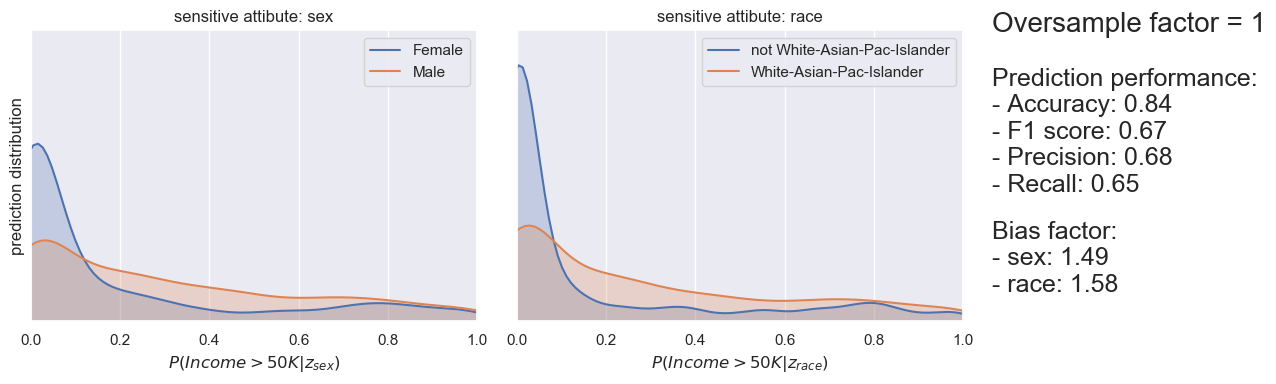 sensitive attibute: sex
Female
Male
prediction distribution
0.0 0.2 0.4 0.6 0.8 1.0
P(Income > 50K|z_sex)
sensitive attibute: race
not White-Asian-Pac-Islander
White-Asian-Pac-Islander
0.0 0.2 0.4 0.6 0.8 1.0
P(Income > 50K|z_race)
Oversample factor = 1
Prediction performance:
- Accuracy: 0.84
- F1 score: 0.67
- Precision: 0.68
- Recall: 0.65
Bias factor:
- sex: 1.49
- race: 1.58